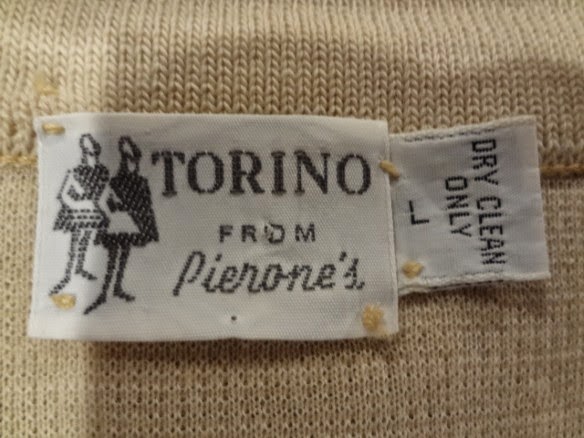 TORINO
FROM
Pierone's
DRY CLEAN
ONLY
L